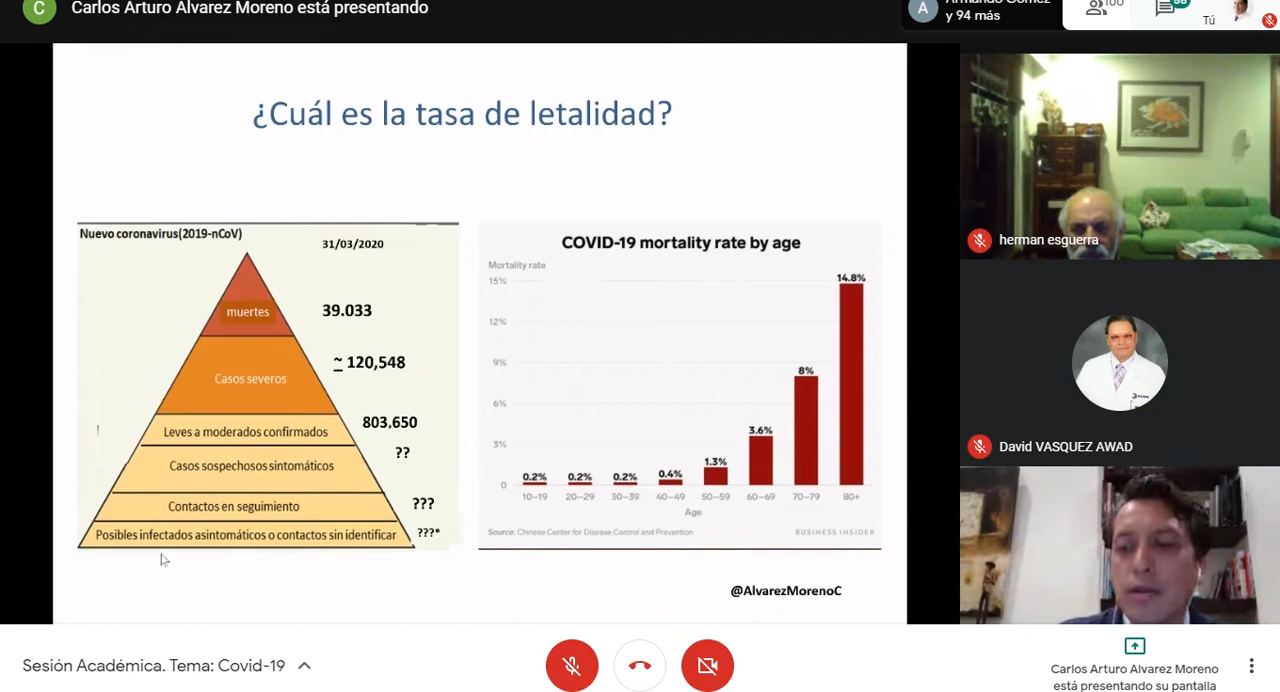 C
Carlos Arturo Alvarez Moreno está presentando
A
Armando Gómez
y 94 más
100
88
Tú
¿Cuál es la tasa de letalidad?
Nuevo coronavirus(2019-nCoV)
31/03/2020
muertes
39.033
Casos severos
~ 120,548
Leves a moderados confirmados
803,650
Casos sospechosos sintomáticos
??
Contactos en seguimiento
???
Posibles infectados asintomáticos o contactos sin identificar
???*
COVID-19 mortality rate by age
Mortality rate
15%
12%
9%
6%
3%
0
0.2%
0.2%
0.2%
0.4%
1.3%
3.6%
8%
14.8%
10–19
20–29
30–39
40–49
50–59
60–69
70–79
80+
Age
Source: Chinese Center for Disease Control and Prevention
BUSINESS INSIDER
@AlvarezMorenoC
herman esguerra
David VASQUEZ AWAD
Sesión Académica. Tema: Covid-19
Carlos Arturo Alvarez Moreno
está presentando su pantalla